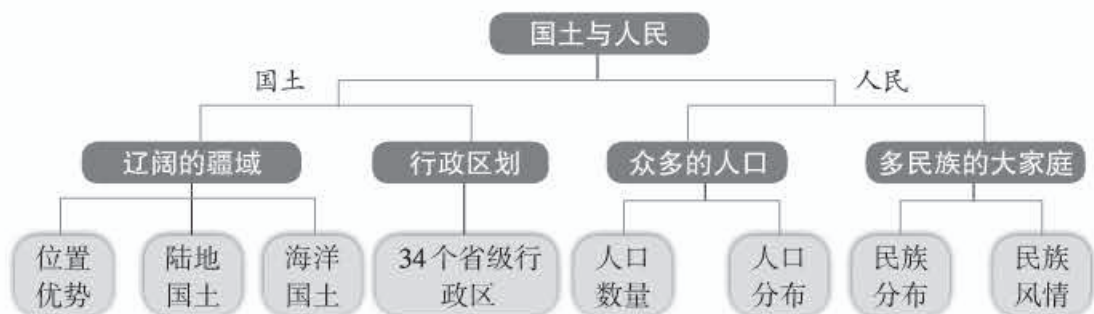 国土与人民
国土
人民
辽阔的疆域
行政区划
众多的人口
多民族的大家庭
位置
优势
陆地
国土
海洋
国土
34个省级行
政区
人口
数量
人口
分布
民族
分布
民族
风情